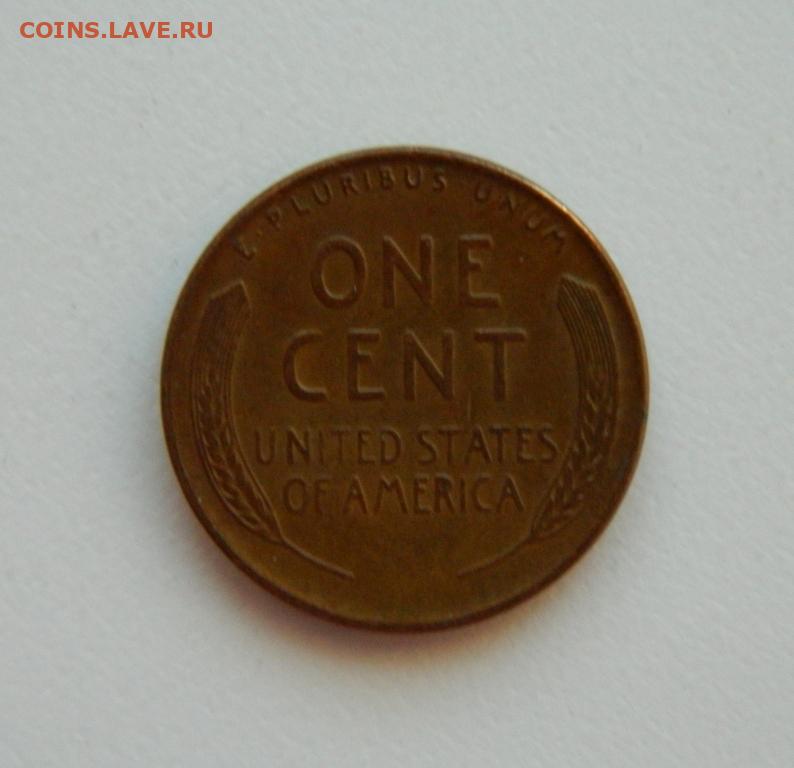 COINS.LAVE.RU
E·PLURIBUS·UNUM
ONE
CENT
UNITED STATES
OF AMERICA